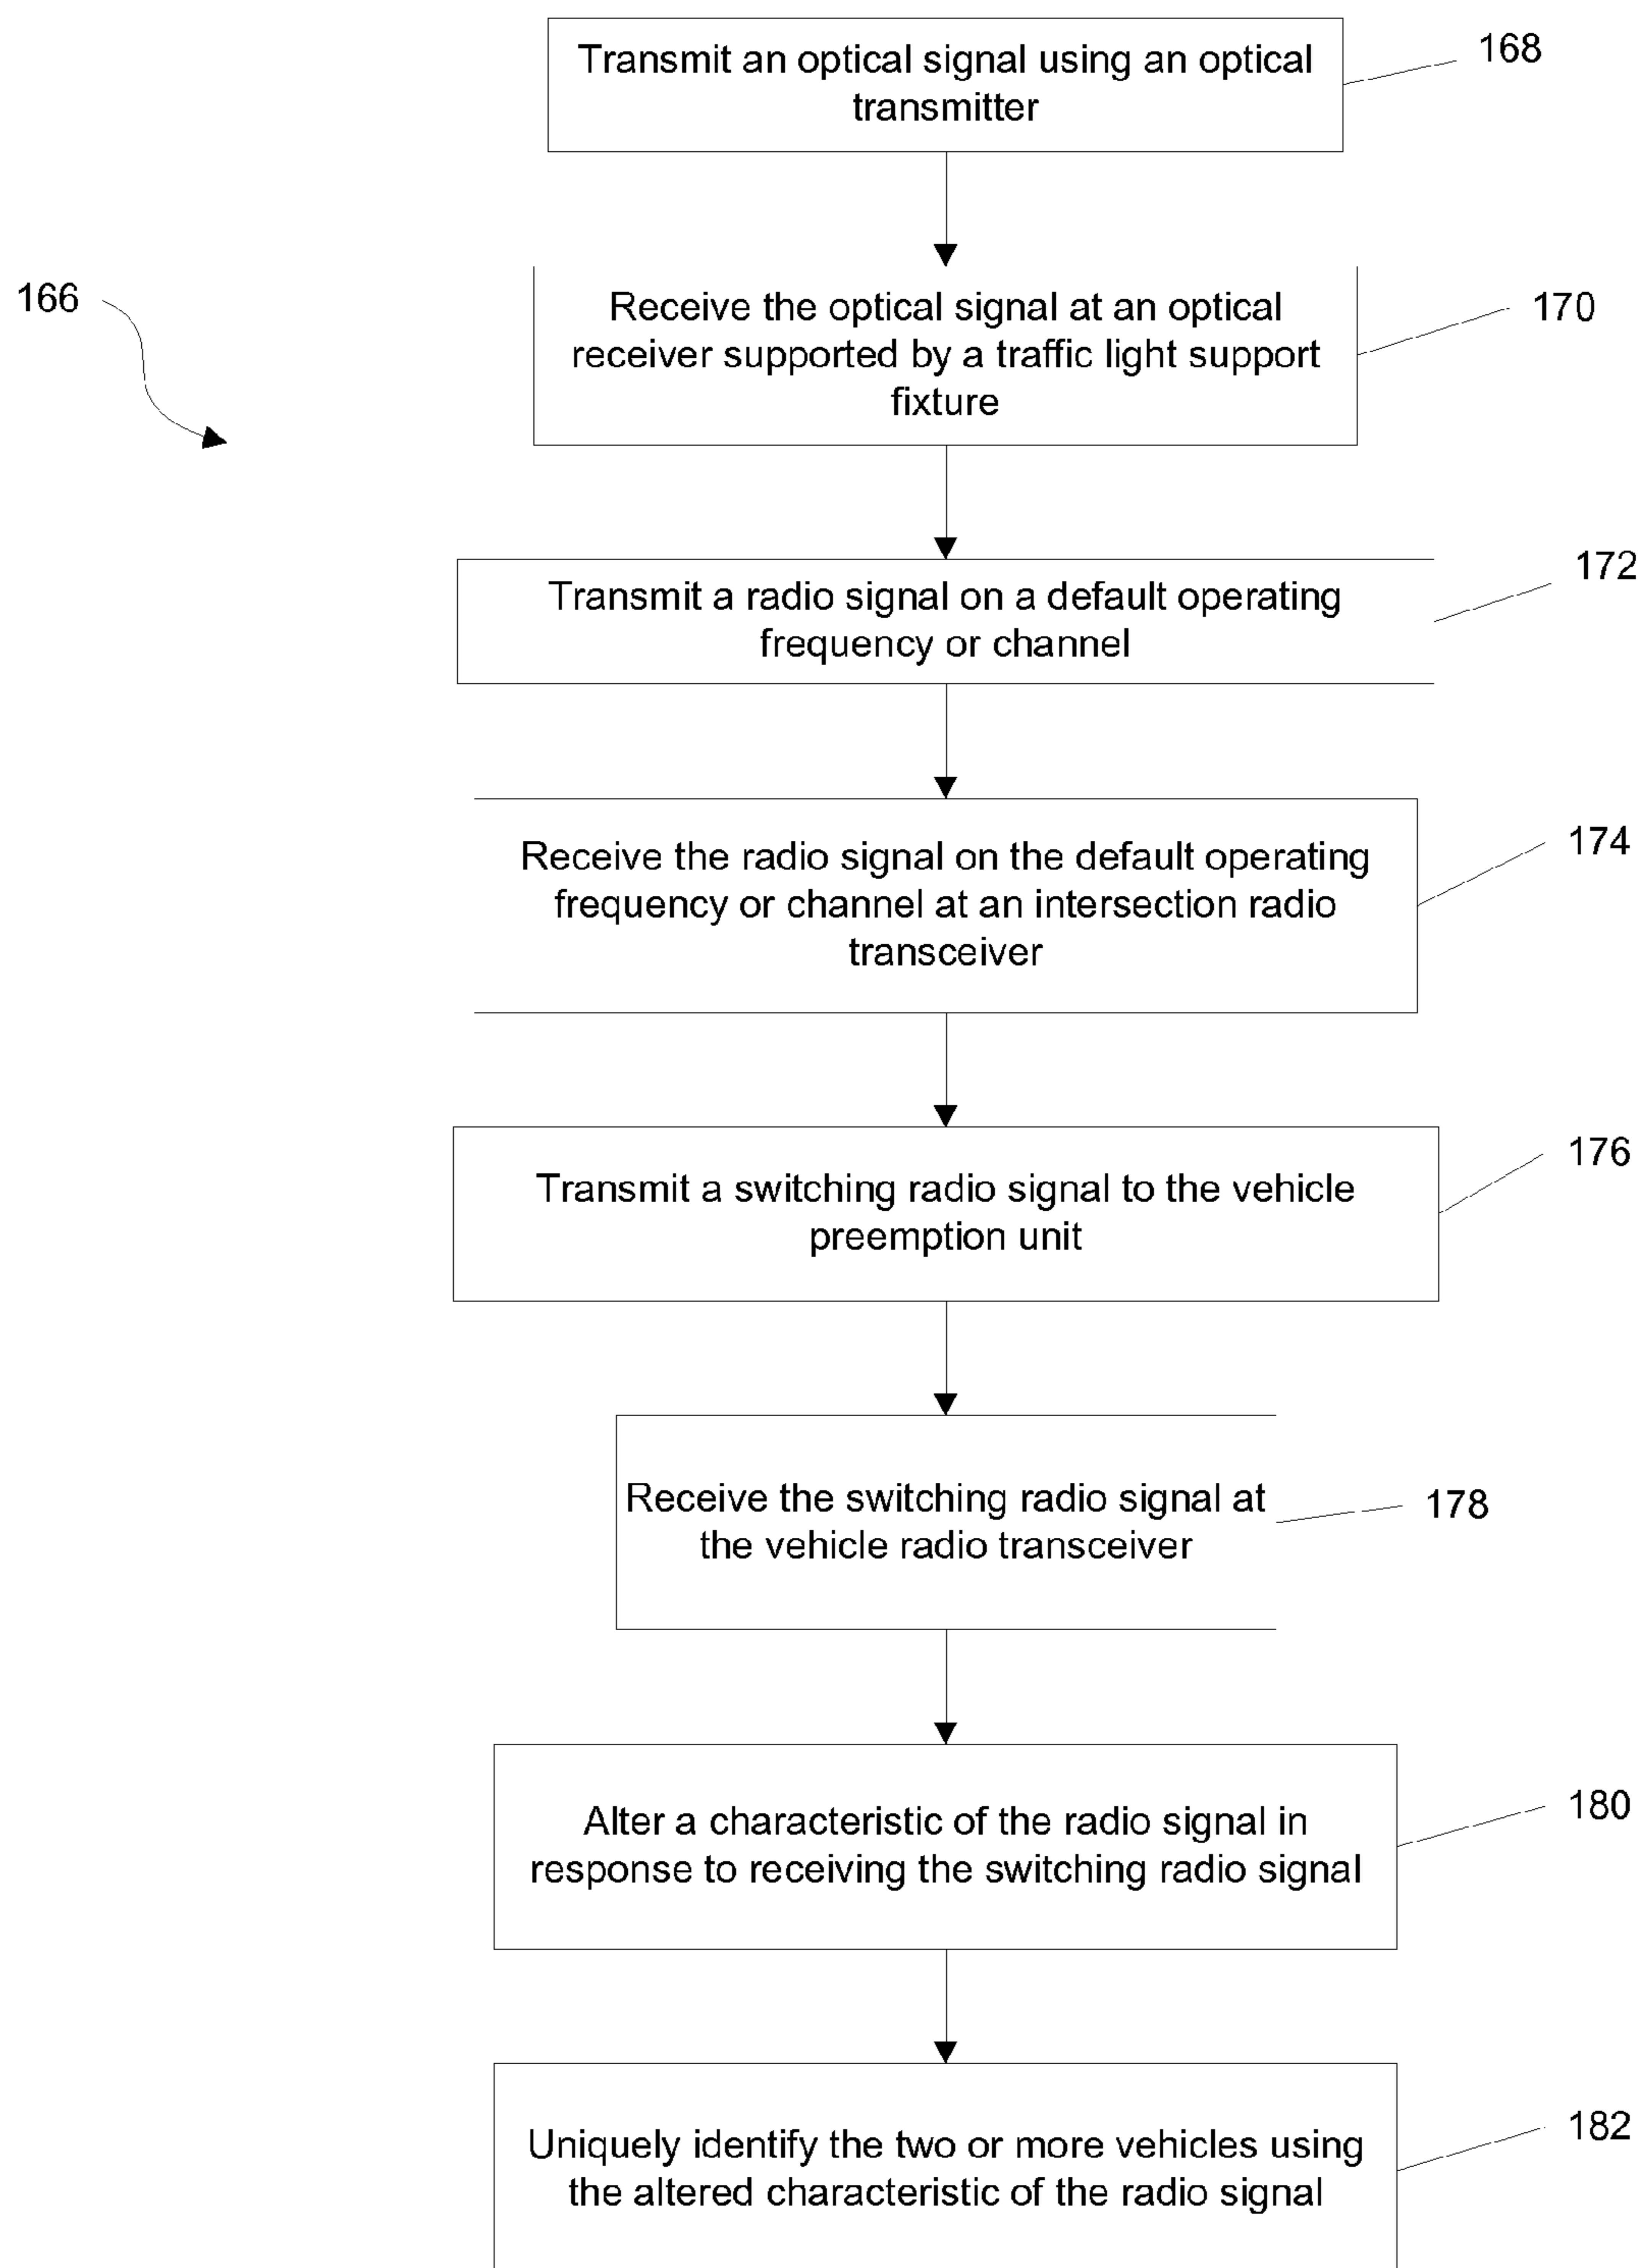 Transmit an optical signal using an optical
transmitter
168
166
Receive the optical signal at an optical
receiver supported by a traffic light support
fixture
170
Transmit a radio signal on a default operating
frequency or channel
172
Receive the radio signal on the default operating
frequency or channel at an intersection radio
transceiver
174
Transmit a switching radio signal to the vehicle
preemption unit
176
Receive the switching radio signal at
the vehicle radio transceiver
178
Alter a characteristic of the radio signal in
response to receiving the switching radio signal
180
Uniquely identify the two or more vehicles using
the altered characteristic of the radio signal
182